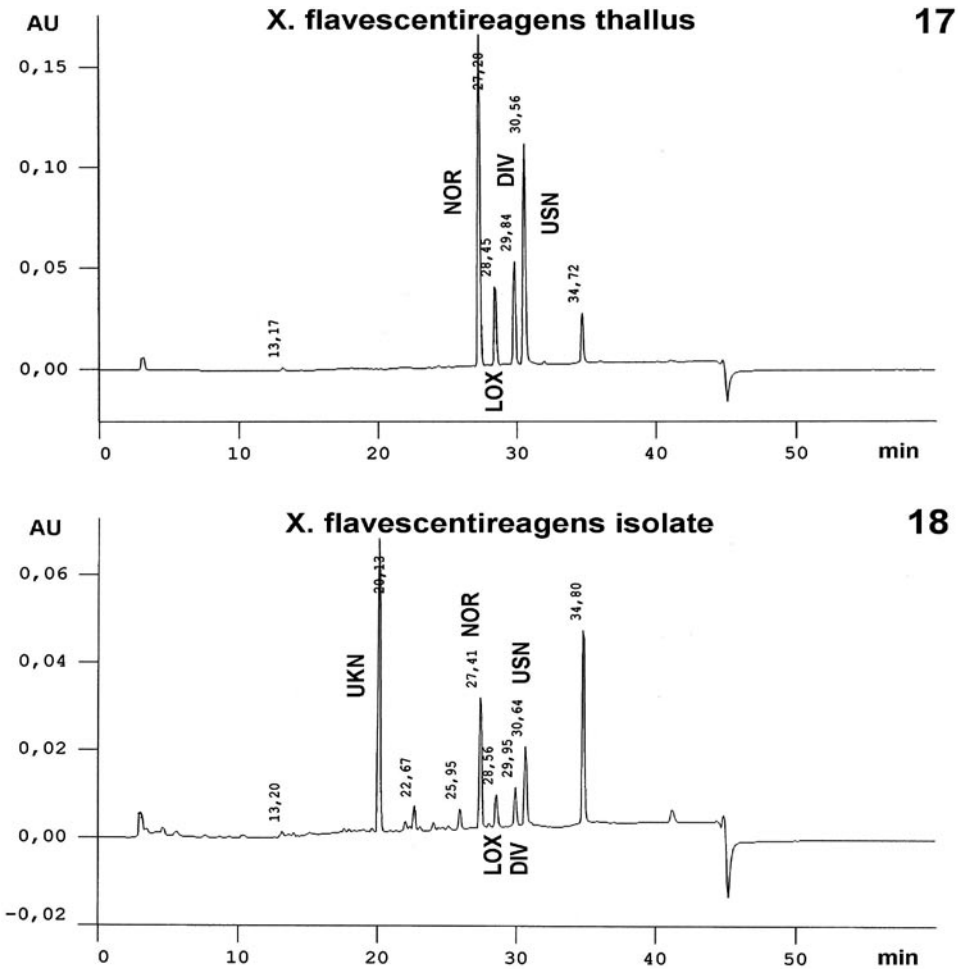 X. flavescentireagens thallus
17
AU
0,15
0,10
0,05
0,00
13,17
NOR
27,28
28,45
LOX
DIV
29,84
30,56
USN
34,72
0
10
20
30
40
50
min
X. flavescentireagens isolate
18
AU
0,06
0,04
0,02
0,00
-0,02
13,20
UKN
20,13
22,67
25,95
NOR
27,41
28,56
LOX
29,95
DIV
30,64
USN
34,80
0
10
20
30
40
50
min